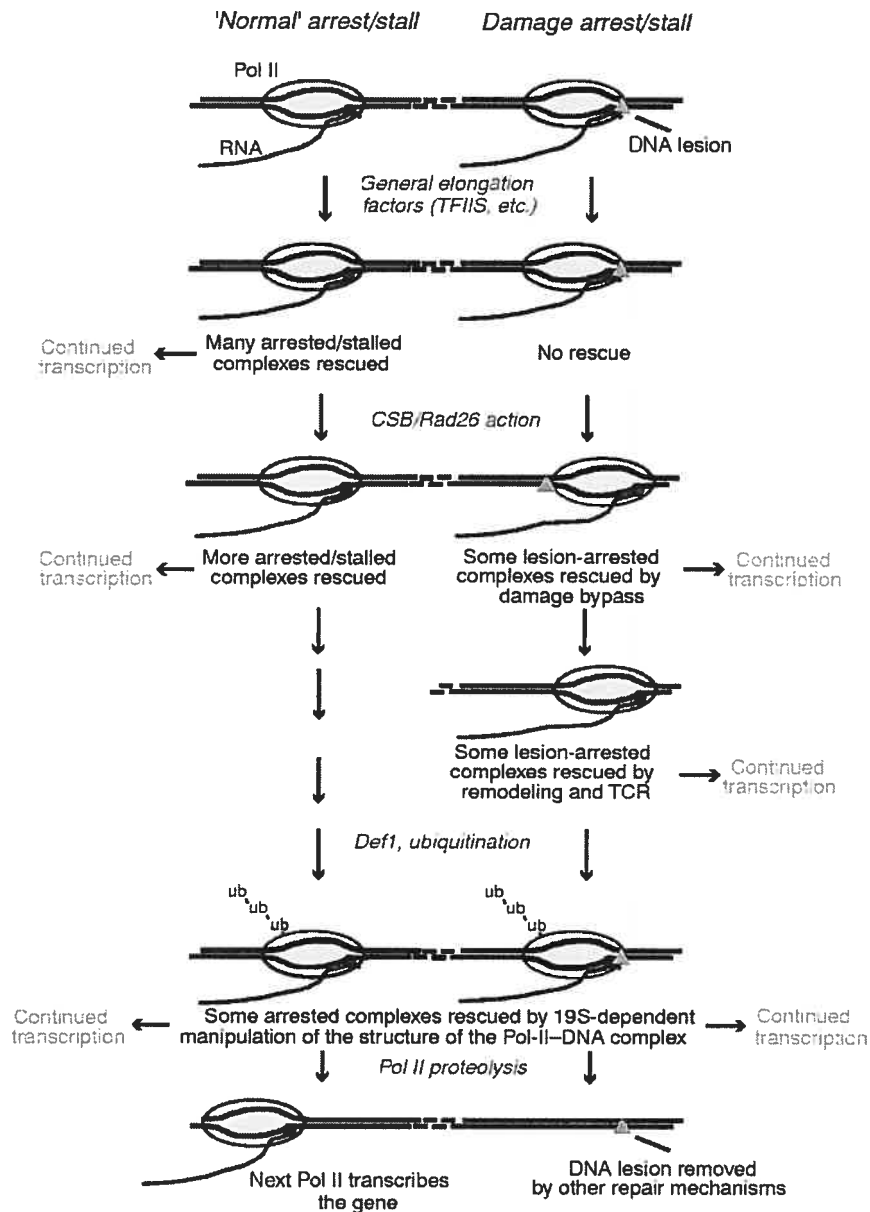 'Normal' arrest/stall
Damage arrest/stall
Pol II
RNA
DNA lesion
General elongation
factors (TFIIS, etc.)
Continued
transcription
Many arrested/stalled
complexes rescued
No rescue
CSB/Rad26 action
Continued
transcription
More arrested/stalled
complexes rescued
Some lesion-arrested
complexes rescued by
damage bypass
Continued
transcription
Some lesion-arrested
complexes rescued by
remodeling and TCR
Continued
transcription
Def1, ubiquitination
ub
ub
ub
ub
ub
ub
Continued
transcription
Some arrested complexes rescued by 19S-dependent
manipulation of the structure of the Pol-II–DNA complex
Continued
transcription
Pol II proteolysis
Next Pol II transcribes
the gene
DNA lesion removed
by other repair mechanisms